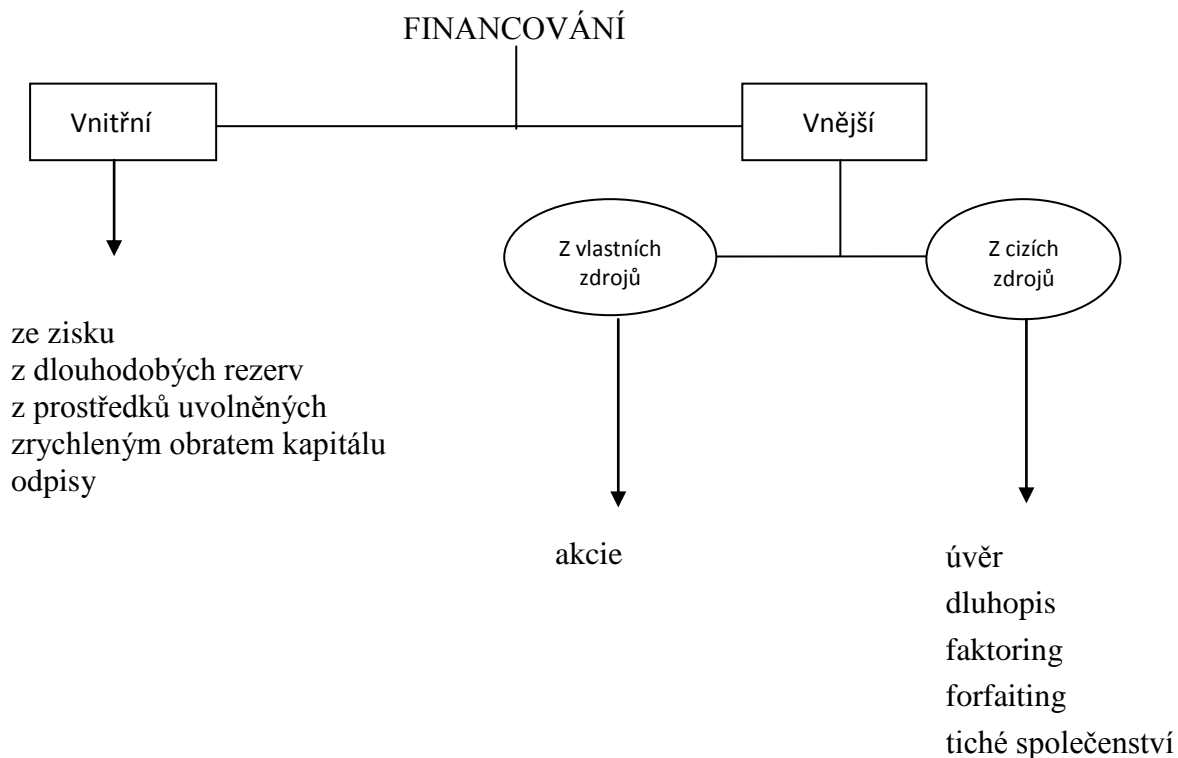 FINANCOVÁNÍ
Vnitřní
Vnější
Z vlastních
zdrojů
Z cizích
zdrojů
ze zisku
z dlouhodobých rezerv
z prostředků uvolněných
zrychleným obratem kapitálu
odpisy
akcie
úvěr
dluhopis
faktoring
forfaiting
tiché společenství